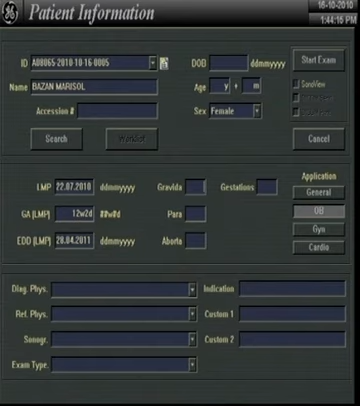 GE Patient Information 16-10-2010
1:44:16 PM
ID A08065-2010-10-16-0005 DOB ddmmyyyy Start Exam
Name BAZAN MARISOL Age y + m SonoView
Accession # Sex Female
Search Worklist Cancel
Application
LMP 22.07.2010 ddmmyyyy Gravida Gestations General
GA (LMP) 12w2d ##w#d Para OB
Gyn
EDD (LMP) 28.04.2011 ddmmyyyy Aborta Cardio
Diag. Phys. Indication
Ref. Phys. Custom 1
Sonogr. Custom 2
Exam Type.